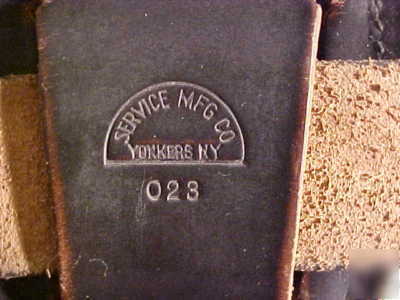 SERVICE MFG CO
YONKERS NY
023